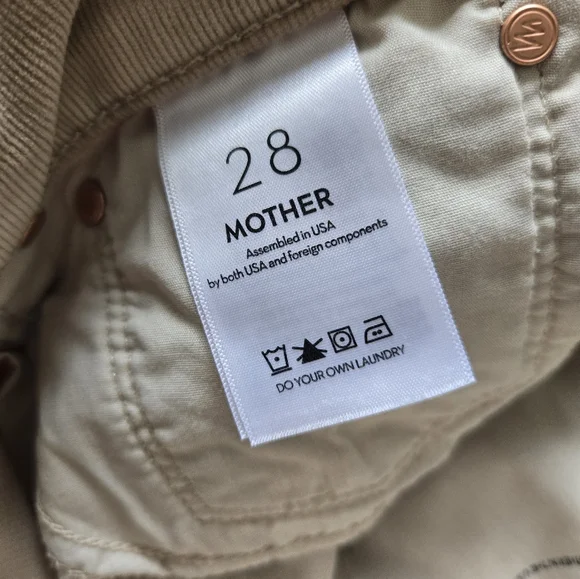 28
MOTHER
Assembled in USA
by both USA and foreign components
DO YOUR OWN LAUNDRY